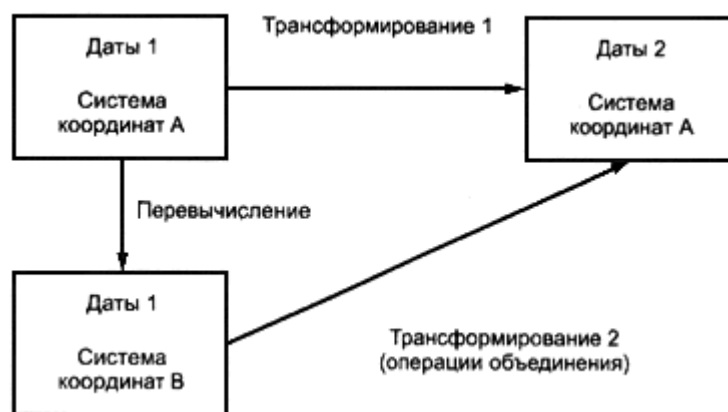 Трансформирование 1
Даты 1
Система
координат А
Даты 2
Система
координат А
Перевычисление
Даты 1
Система
координат В
Трансформирование 2
(операции объединения)